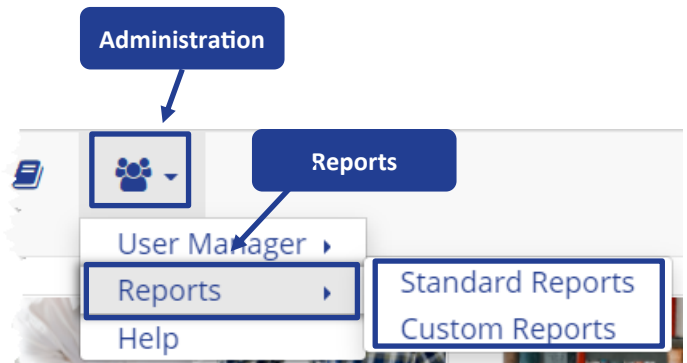 Administration
Reports
User Manager
Reports
Standard Reports
Custom Reports
Help